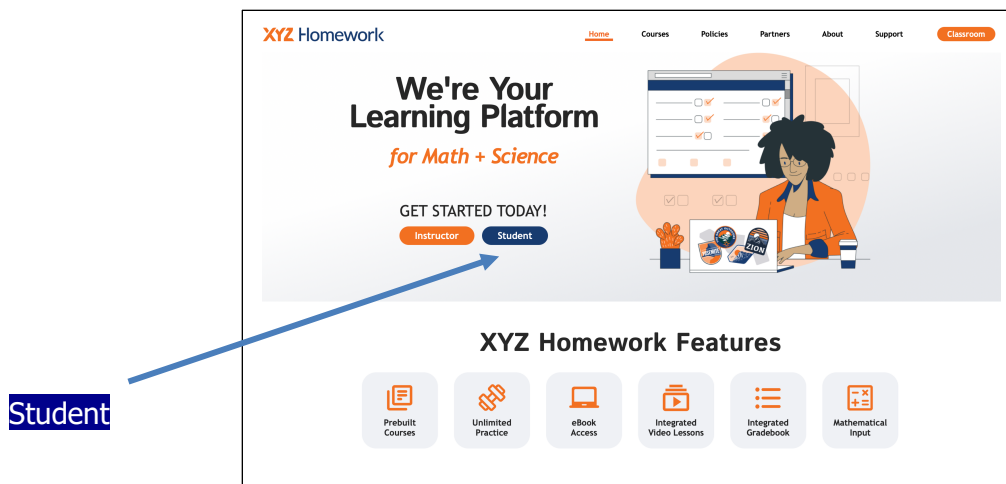 XYZ Homework
Home Courses Policies Partners About Support Classroom
We're Your
Learning Platform
for Math + Science
GET STARTED TODAY!
Instructor Student
ZION
XYZ Homework Features
Prebuilt
Courses
Unlimited
Practice
eBook
Access
Integrated
Video Lessons
Integrated
Gradebook
Mathematical
Input
Student